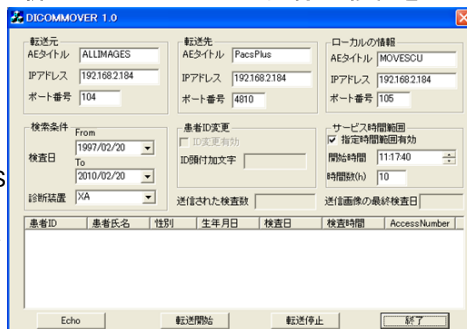 DICOMMOVER 1.0
転送元
AEタイトル ALLIMAGES
IPアドレス 192.168.2.184
ポート番号 104
転送先
AEタイトル PacsPlus
IPアドレス 192.168.2.184
ポート番号 4810
ローカルの情報
AEタイトル MOVESCU
IPアドレス 192.168.2.184
ポート番号 105
検索条件
From
検査日 1997/02/20
To
2010/02/20
診断装置 XA
患者ID変更
ID変更有効
ID頭付加文字
送信された検査数
サービス時間範囲
指定時間範囲有効
開始時間 11:17:40
時間数(h) 10
送信画像の最終検査日
患者ID 患者氏名 性別 生年月日 検査日 検査時間 AccessNumber
Echo 転送開始 転送停止 終了
S